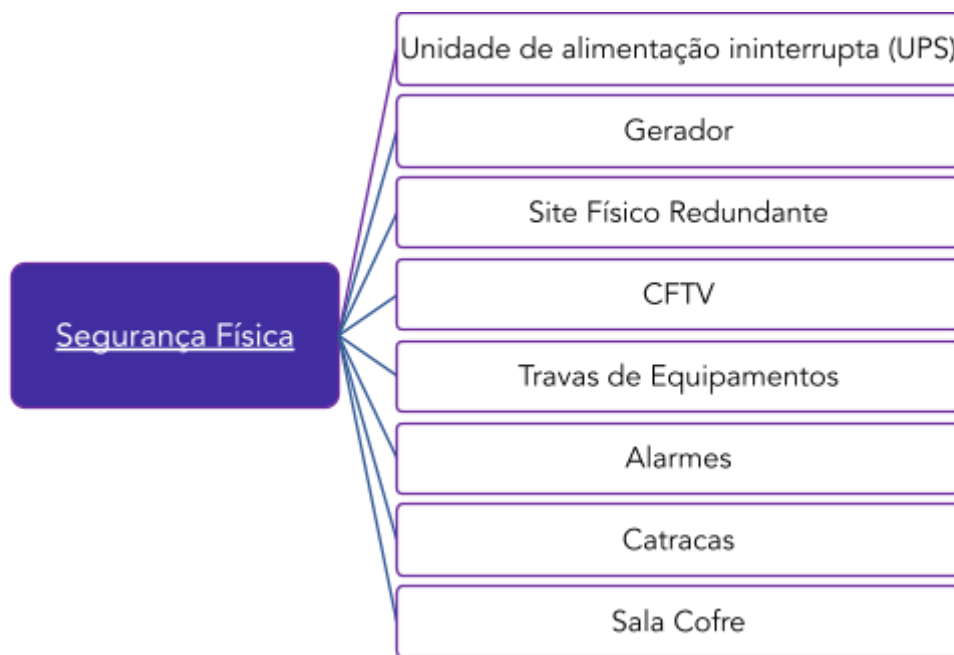 Segurança Física
Unidade de alimentação ininterrupta (UPS)
Gerador
Site Físico Redundante
CFTV
Travas de Equipamentos
Alarmes
Catracas
Sala Cofre